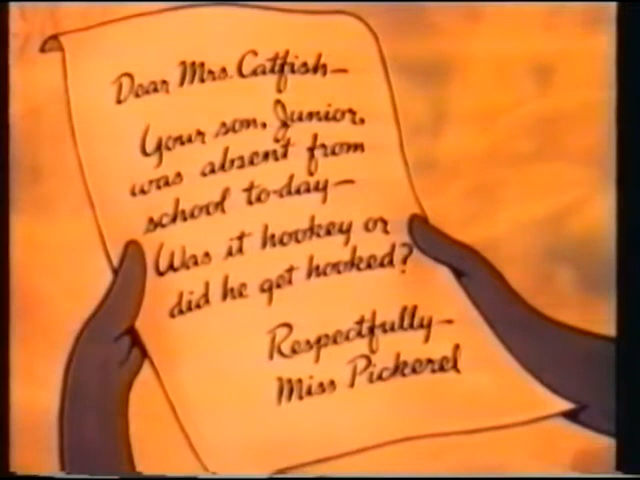 Dear Mrs. Catfish—
Your son, Junior,
was absent from
school to-day—
Was it hookey or
did he get hooked?
Respectfully—
Miss Pickerel